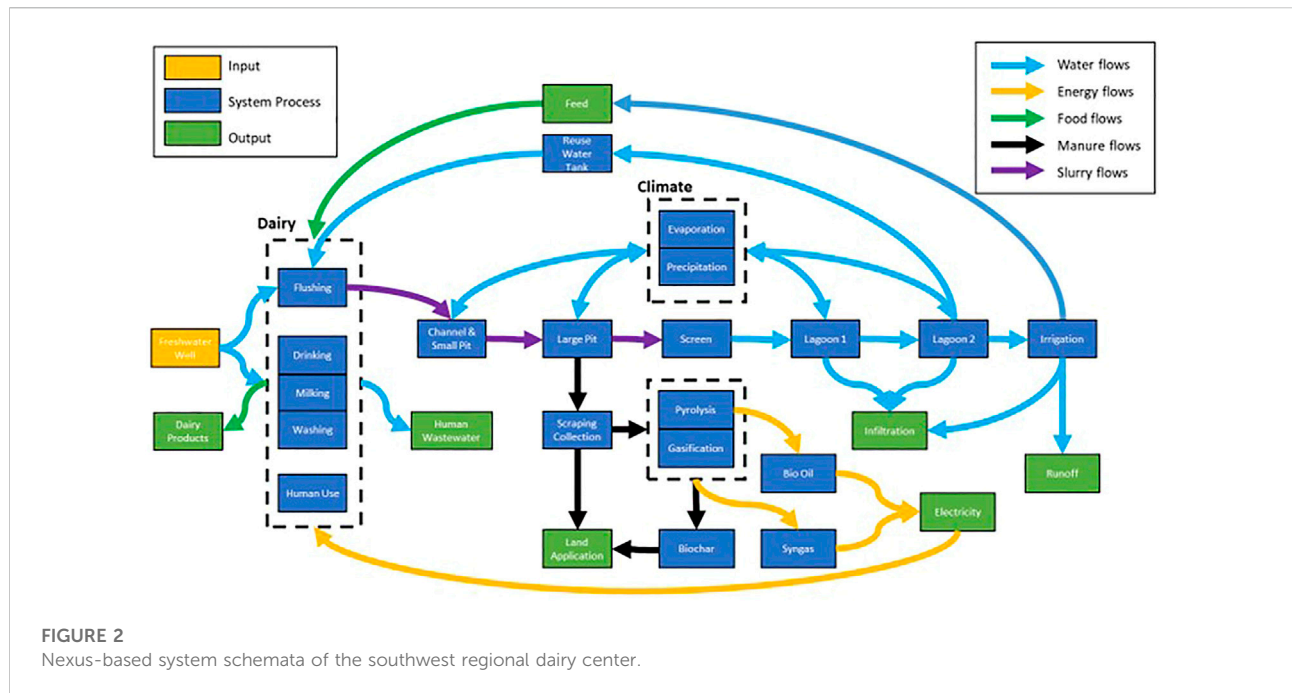 Input
System Process
Output
Water flows
Energy flows
Food flows
Manure flows
Slurry flows
Feed
Reuse
Water
Tank
Climate
Evaporation
Precipitation
Dairy
Flushing
Freshwater
Well
Drinking
Milking
Washing
Human Use
Dairy
Products
Human
Wastewater
Channel &
Small Pit
Large Pit
Screen
Lagoon 1
Lagoon 2
Irrigation
Scraping
Collection
Pyrolysis
Gasification
Infiltration
Runoff
Bio Oil
Electricity
Land
Application
Biochar
Syngas
FIGURE 2
Nexus-based system schemata of the southwest regional dairy center.